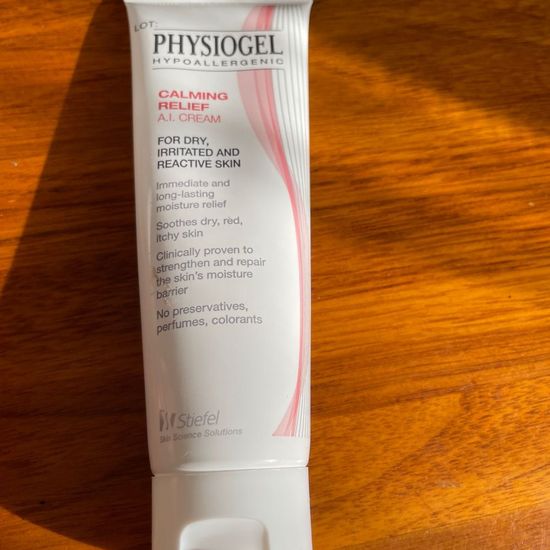 LOT:
PHYSIOGEL
HYPOALLERGENIC
CALMING
RELIEF
A.I. CREAM
FOR DRY,
IRRITATED AND
REACTIVE SKIN
Immediate and
long-lasting
moisture relief
Soothes dry, red,
itchy skin
Clinically proven to
strengthen and repair
the skin's moisture
barrier
No preservatives,
perfumes, colorants
Stiefel
Skin Science Solutions